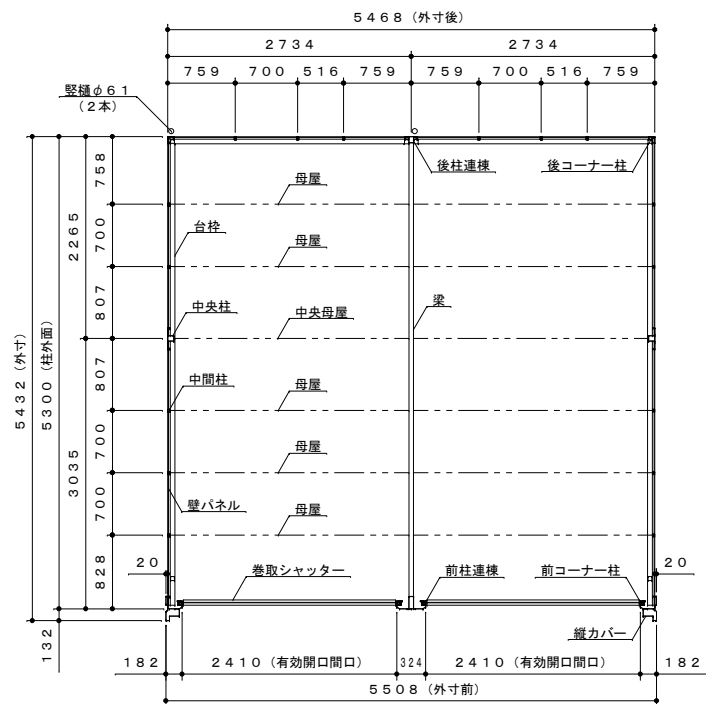 5468（外寸後）
2734 2734
759 700 516 759 759 700 516 759
竪樋φ61
（2本）
後柱連棟 後コーナー柱
758
母屋
台枠
700
2265
母屋
807
中央柱 中央母屋 梁
5432（外寸）
5300（柱外面）
807
中間柱 母屋
700
母屋
3035
700
壁パネル 母屋
828
20 巻取シャッター 前柱連棟 前コーナー柱 20
縦カバー
132
182 2410（有効開口間口） 324 2410（有効開口間口） 182
5508（外寸前）